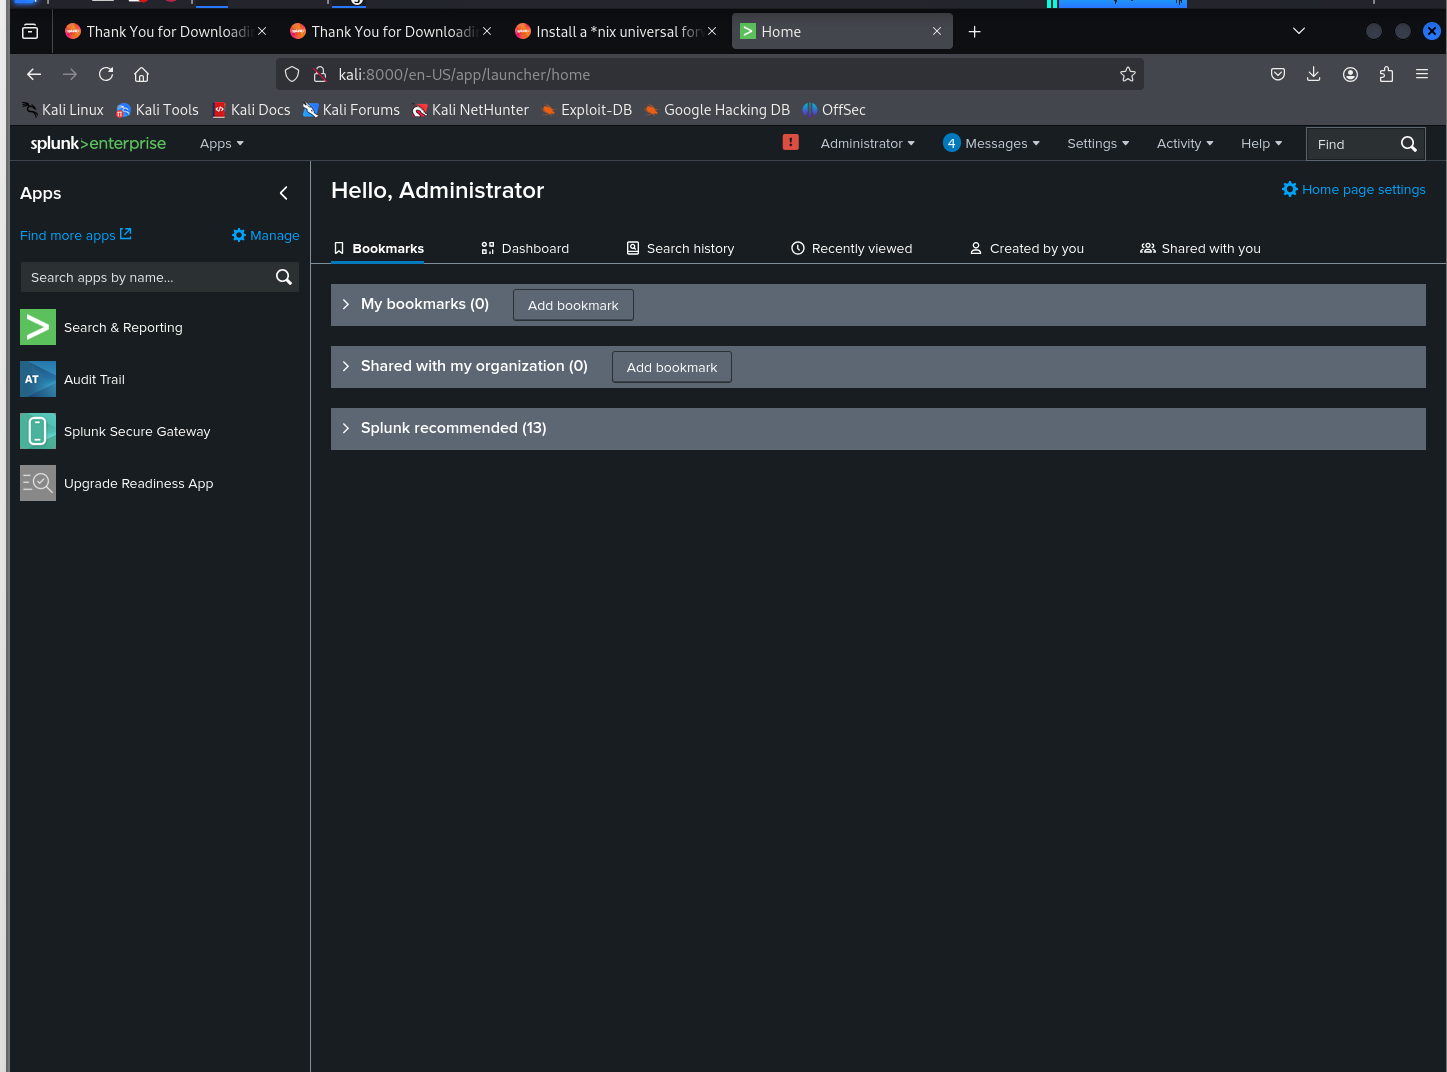 Thank You for Downloadi
Thank You for Downloadi
Install a *nix universal for
Home
kali:8000/en-US/app/launcher/home
Kali Linux
Kali Tools
Kali Docs
Kali Forums
Kali NetHunter
Exploit-DB
Google Hacking DB
OffSec
splunk>enterprise
Apps
!
Administrator
4
Messages
Settings
Activity
Help
Find
Apps
Find more apps
Manage
Search apps by name...
> Search & Reporting
AT Audit Trail
Splunk Secure Gateway
Upgrade Readiness App
Hello, Administrator
Home page settings
Bookmarks
Dashboard
Search history
Recently viewed
Created by you
Shared with you
My bookmarks (0)
Add bookmark
Shared with my organization (0)
Add bookmark
Splunk recommended (13)